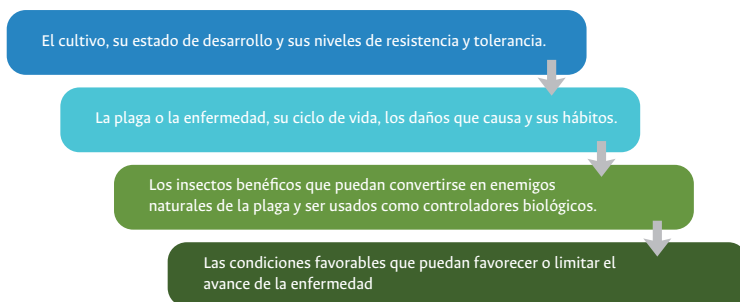 El cultivo, su estado de desarrollo y sus niveles de resistencia y tolerancia.
La plaga o la enfermedad, su ciclo de vida, los daños que causa y sus hábitos.
Los insectos benéficos que puedan convertirse en enemigos
naturales de la plaga y ser usados como controladores biológicos.
Las condiciones favorables que puedan favorecer o limitar el
avance de la enfermedad